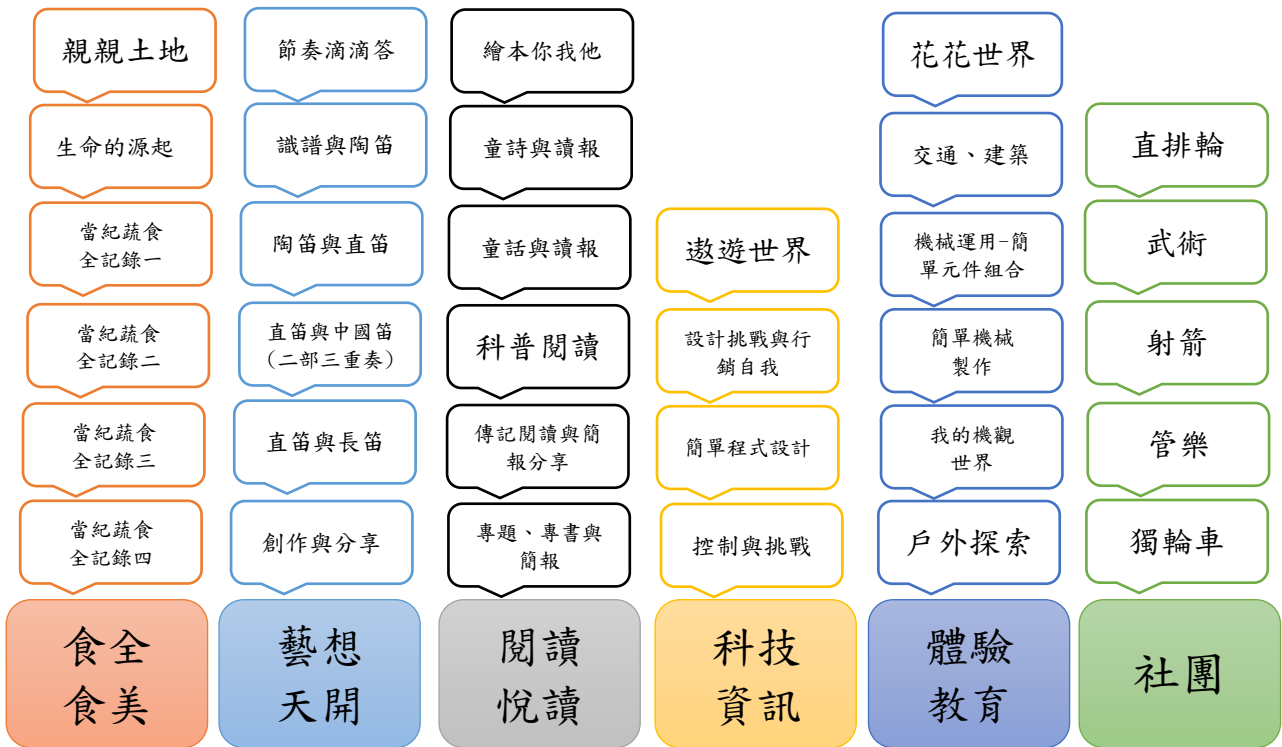 親親土地
生命的源起
當紀蔬食
全記錄一
當紀蔬食
全記錄二
當紀蔬食
全記錄三
當紀蔬食
全記錄四
食全
食美
節奏滴滴答
識譜與陶笛
陶笛與直笛
直笛與中國笛
(二部三重奏)
直笛與長笛
創作與分享
藝想
天開
繪本你我他
童詩與讀報
童話與讀報
科普閱讀
傳記閱讀與簡
報分享
專題、專書與
簡報
閱讀
悅讀
遨遊世界
設計挑戰與行
銷自我
簡單程式設計
控制與挑戰
科技
資訊
花花世界
交通、建築
機械運用-簡
單元件組合
簡單機械
製作
我的機觀
世界
戶外探索
體驗
教育
直排輪
武術
射箭
管樂
獨輪車
社團